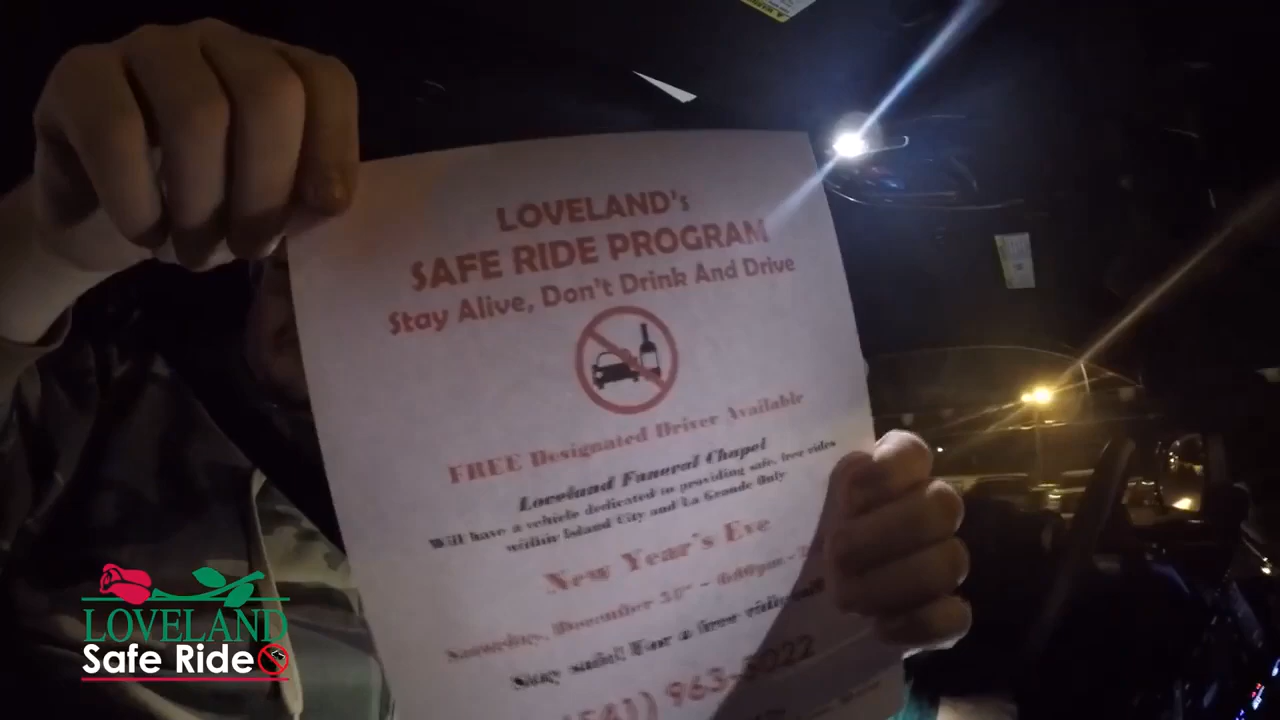 LOVELAND's
SAFE RIDE PROGRAM
Stay Alive, Don't Drink And Drive
FREE Designated Driver Available
Loveland Funeral Chapel
Will have a vehicle dedicated to providing safe, free rides
within Island City and La Grande Only
New Year's Eve
Saturday, December 31st - 6:00pm -
Stay safe! For a free ride
(541) 963-5022
LOVELAND
Safe Ride